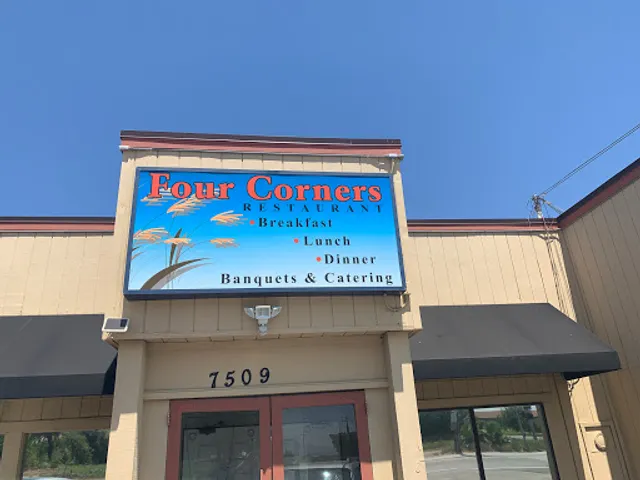 Four Corners
RESTAURANT
•Breakfast
•Lunch
•Dinner
Banquets & Catering
7509